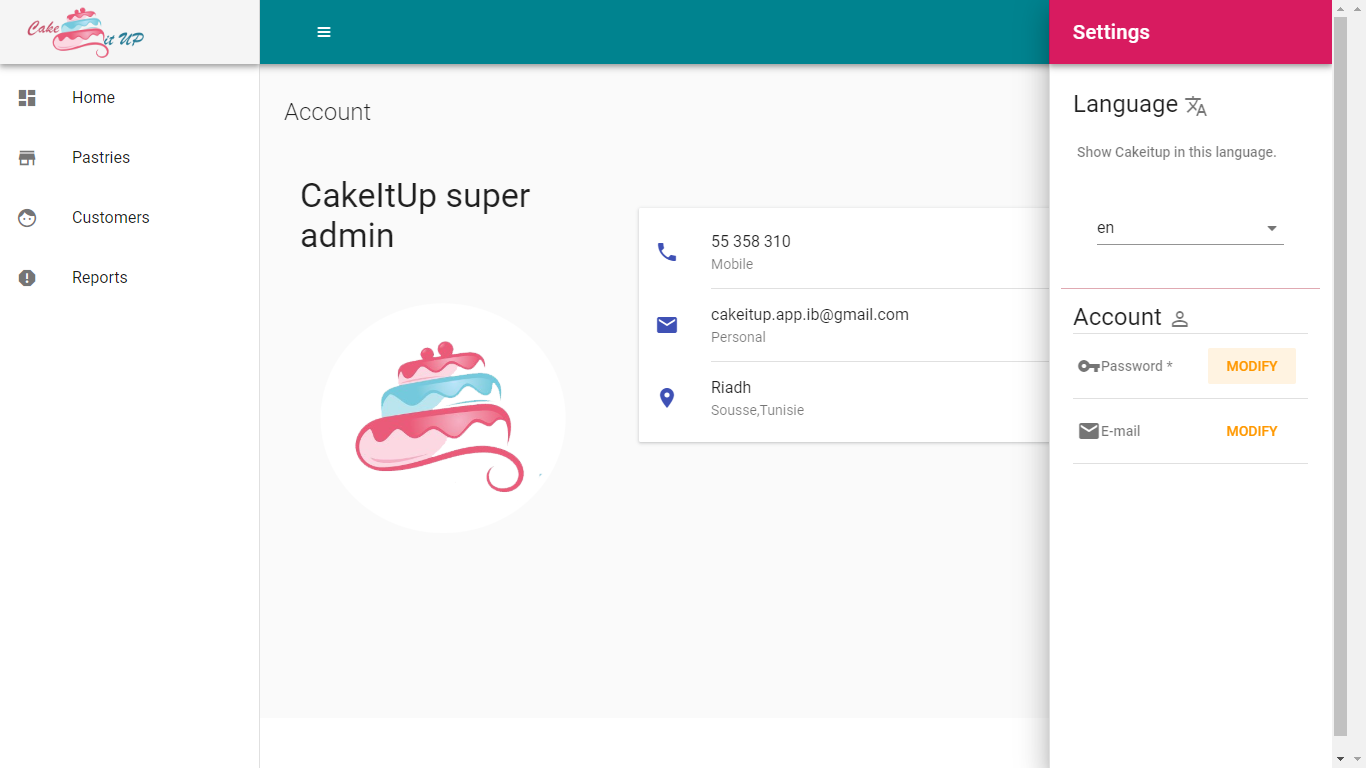 Cake
it UP
Settings
Home
Pastries
Customers
Reports
Account
CakeItUp super
admin
55 358 310
Mobile
cakeitup.app.ib@gmail.com
Personal
Riadh
Sousse,Tunisie
Language
Show Cakeitup in this language.
en
Account
Password *
MODIFY
E-mail
MODIFY